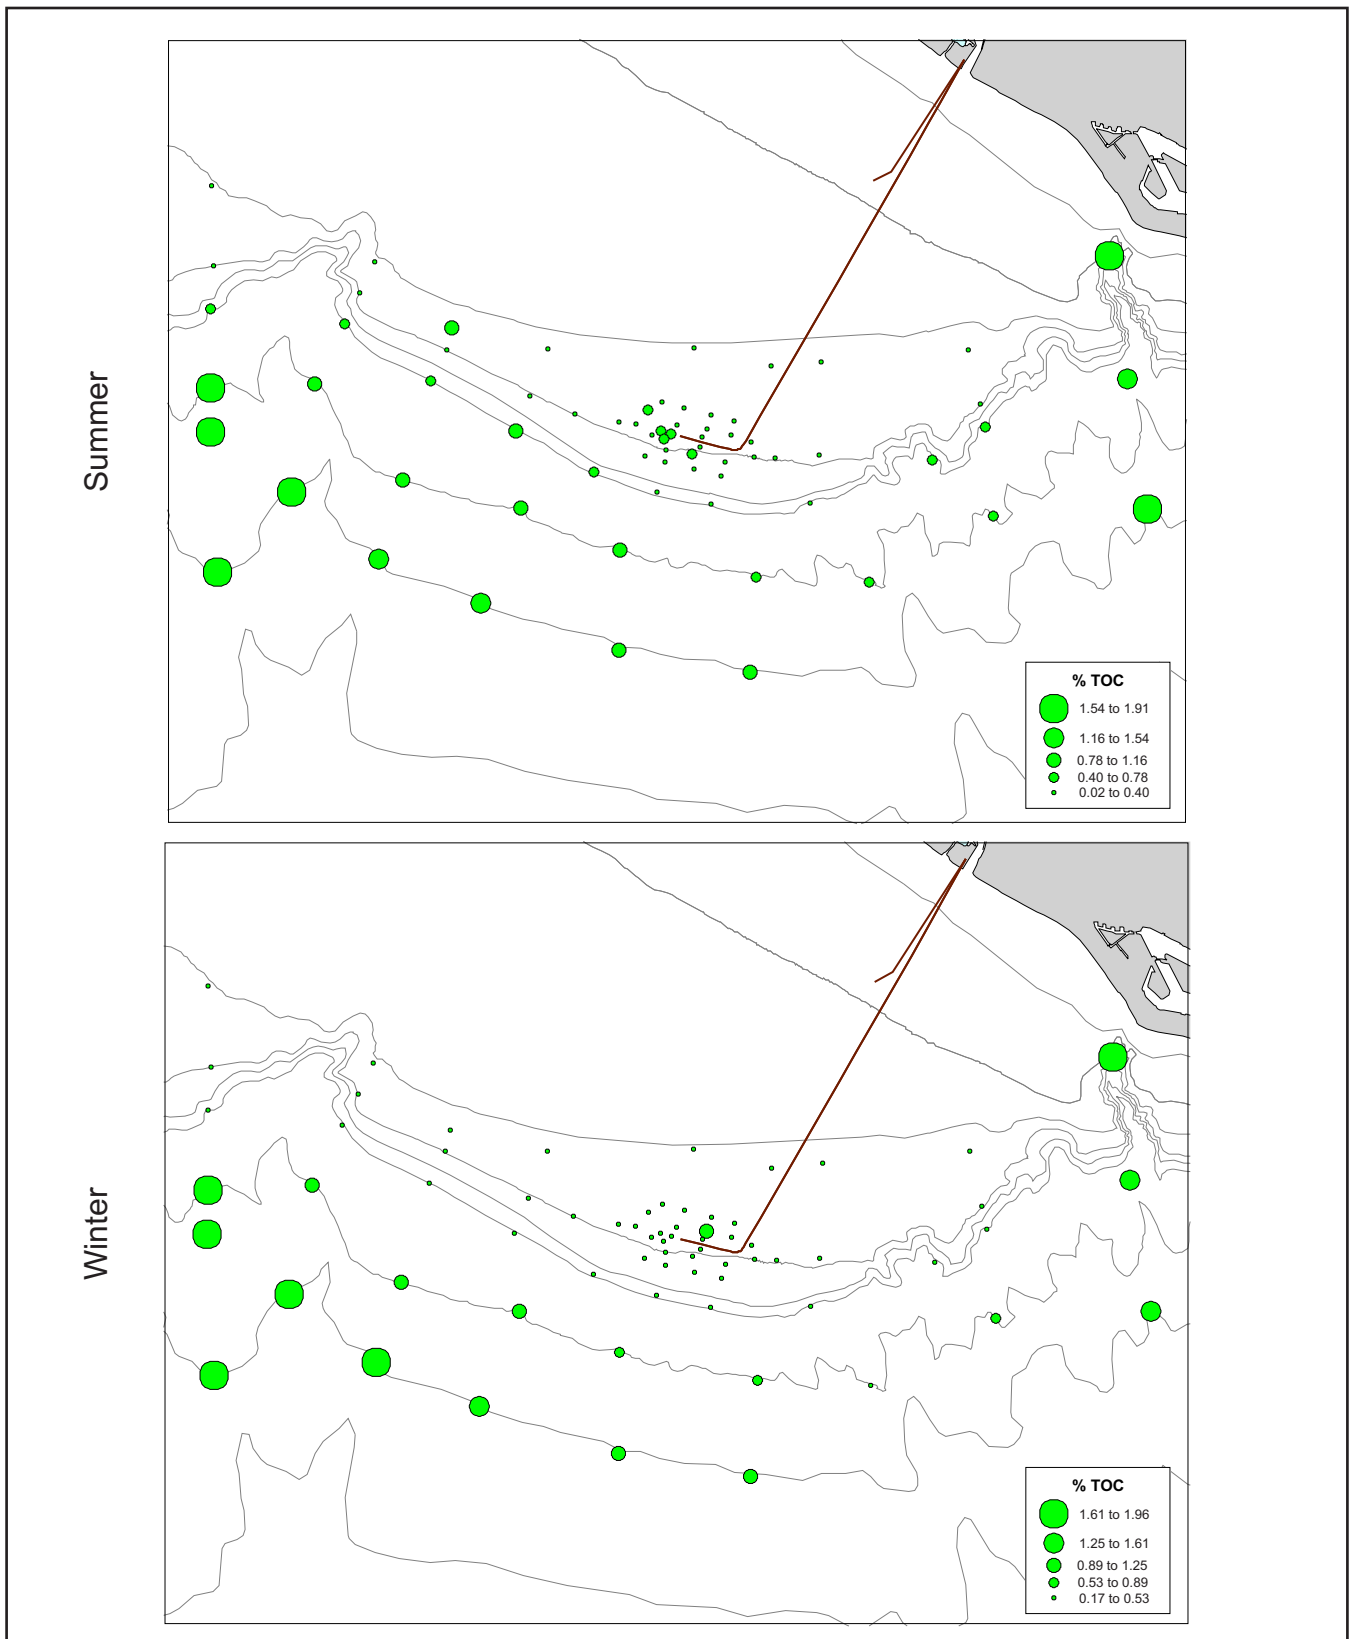 Summer
% TOC
1.54 to 1.91
1.16 to 1.54
0.78 to 1.16
0.40 to 0.78
0.02 to 0.40
Winter
% TOC
1.61 to 1.96
1.25 to 1.61
0.89 to 1.25
0.53 to 0.89
0.17 to 0.53